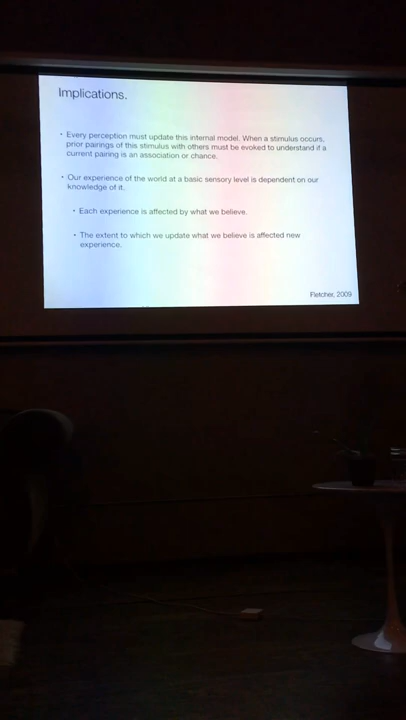 Implications.
• Every perception must update this internal model. When a stimulus occurs,
prior pairings of this stimulus with others must be evoked to understand if a
current pairing is an association or chance.
• Our experience of the world at a basic sensory level is dependent on our
knowledge of it.
• Each experience is affected by what we believe.
• The extent to which we update what we believe is affected new
experience.
Fletcher, 2009